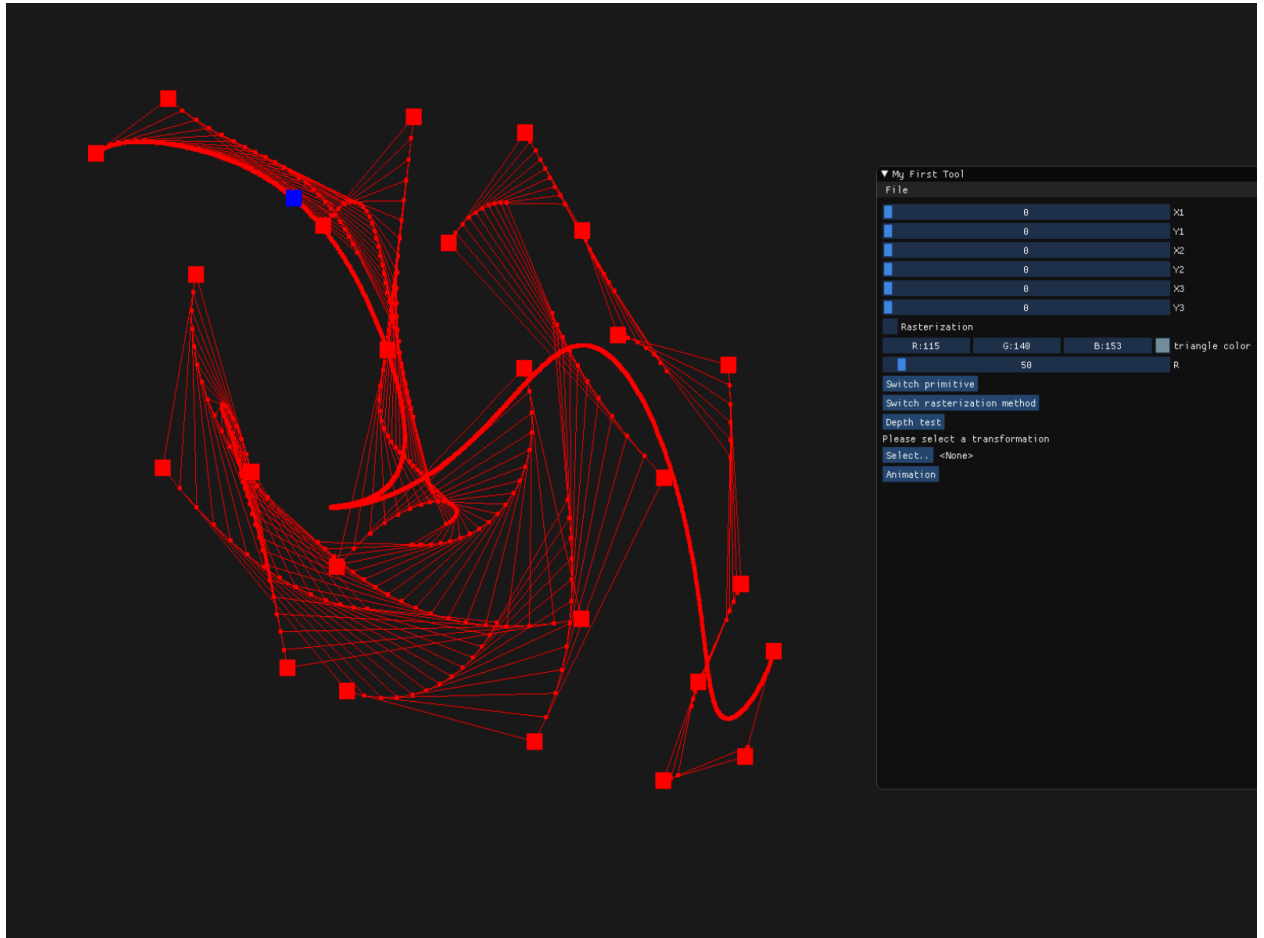 ▼ My First Tool
File
0 X1
0 Y1
0 X2
0 Y2
0 X3
0 Y3
Rasterization
R:115 G:140 B:153 triangle color
50 R
Switch primitive
Switch rasterization method
Depth test
Please select a transformation
Select.. <None>
Animation